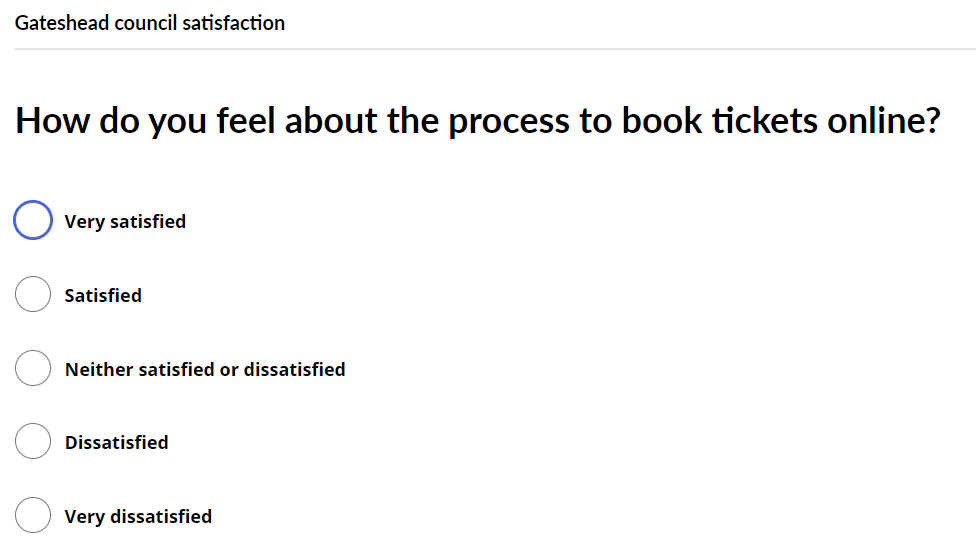 Gateshead council satisfaction
How do you feel about the process to book tickets online?
Very satisfied
Satisfied
Neither satisfied or dissatisfied
Dissatisfied
Very dissatisfied